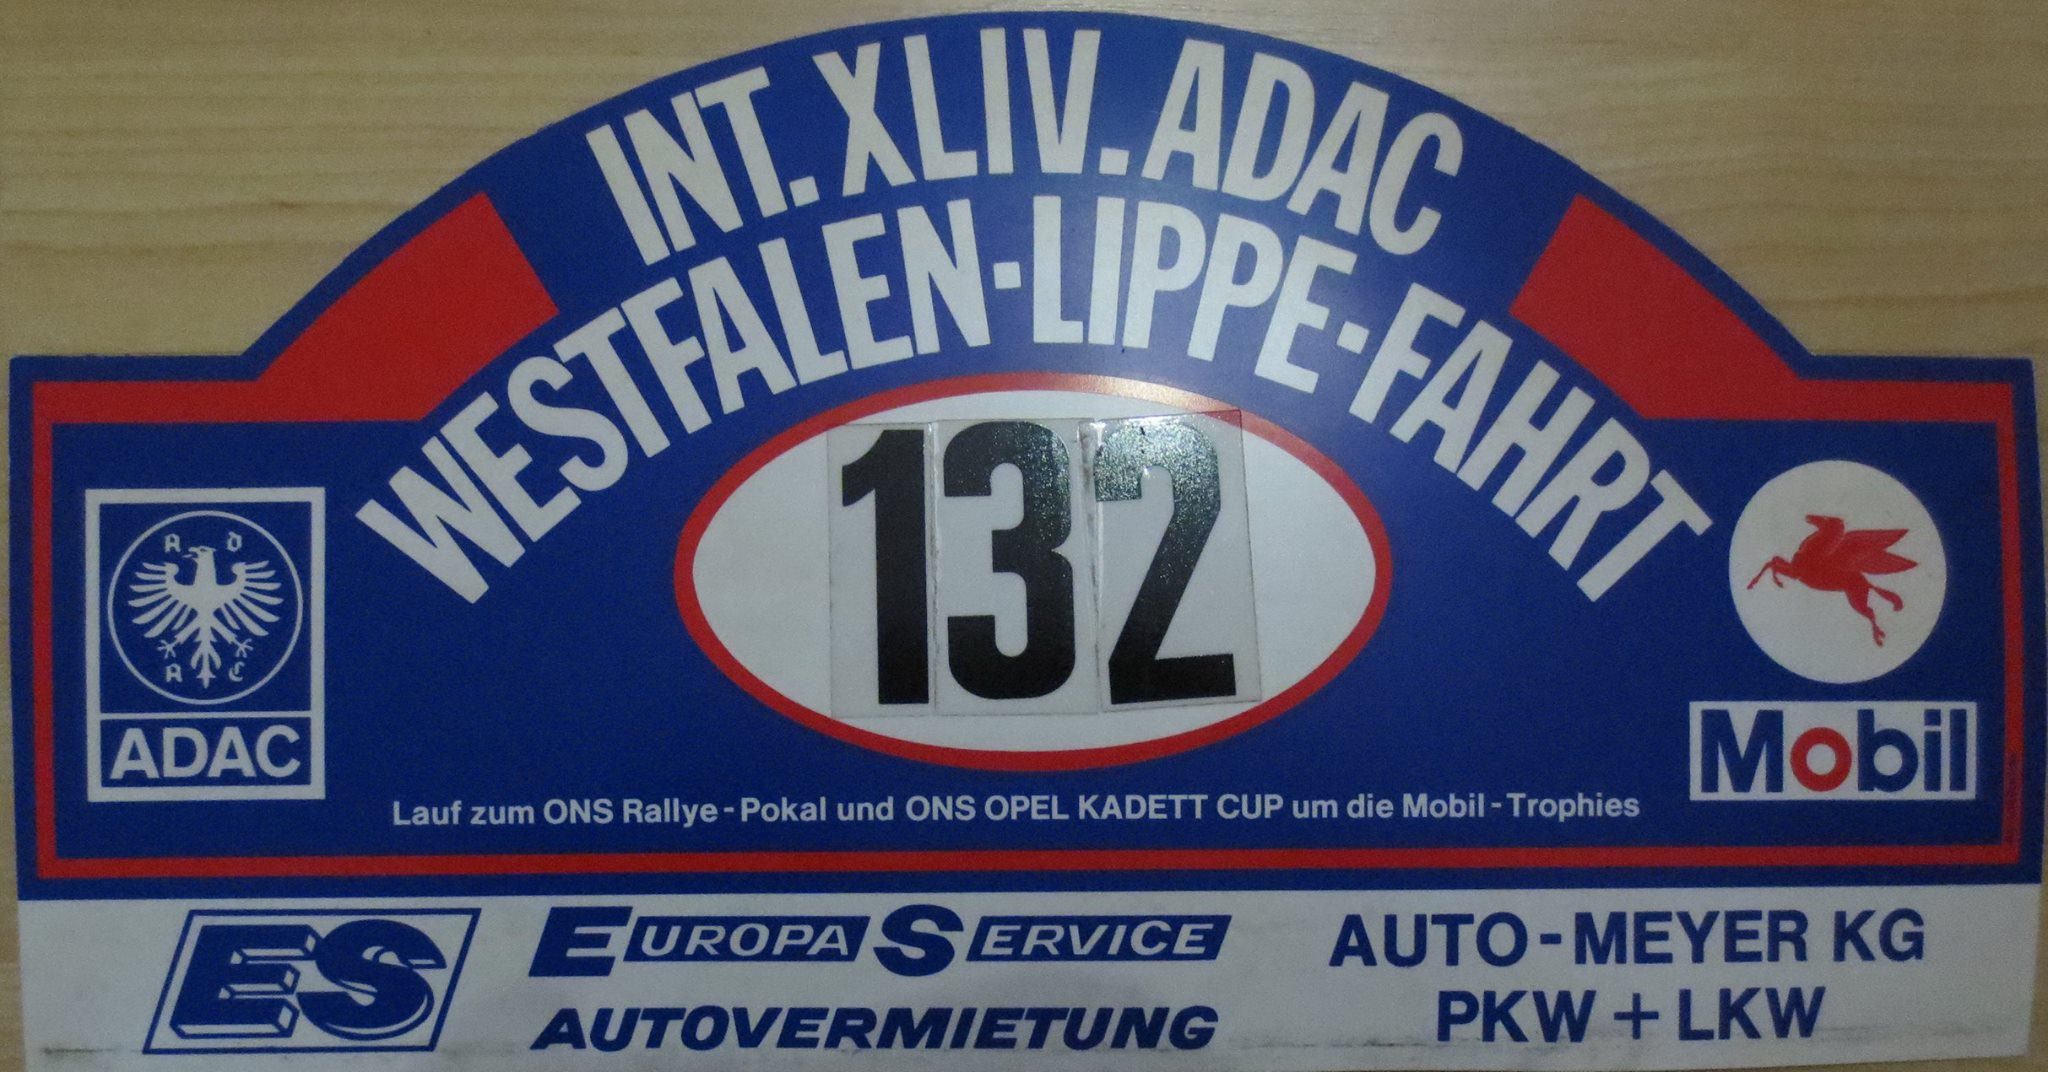 INT. XLIV. ADAC
WESTFALEN-LIPPE-FAHRT
132
A D
A C
ADAC
Mobil
Lauf zum ONS Rallye-Pokal und ONS OPEL KADETT CUP um die Mobil-Trophies
ES
EUROPA SERVICE
AUTOVERMIETUNG
AUTO-MEYER KG
PKW + LKW